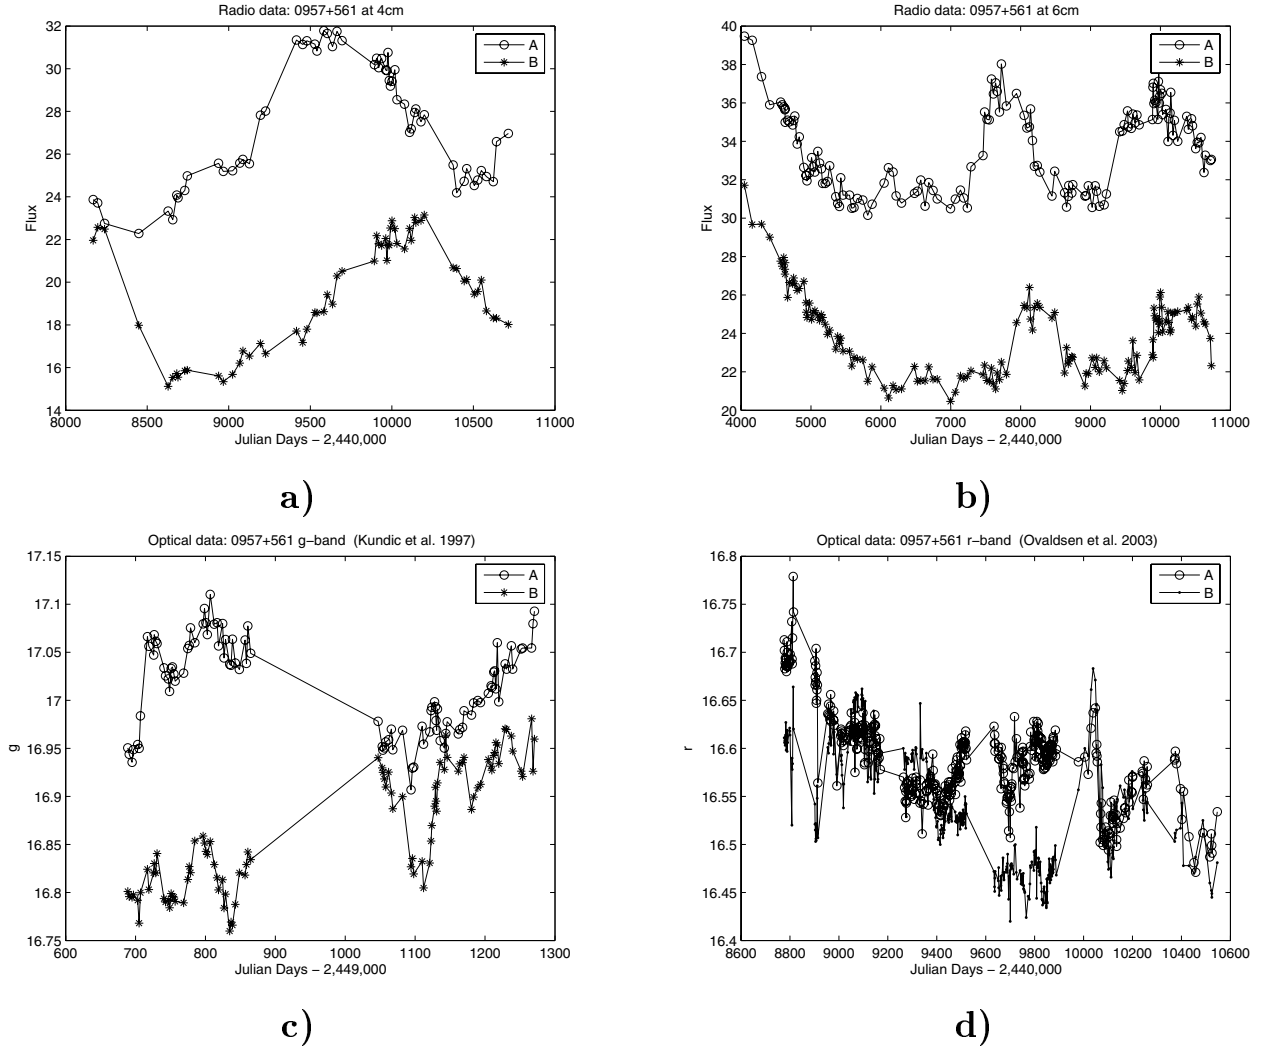 Radio data: 0957+561 at 4cm
Flux
32
30
28
26
24
22
20
18
16
14
8000 8500 9000 9500 10000 10500 11000
Julian Days − 2,440,000
A
B
a)
Radio data: 0957+561 at 6cm
Flux
40
38
36
34
32
30
28
26
24
22
20
4000 5000 6000 7000 8000 9000 10000 11000
Julian Days − 2,440,000
A
B
b)
Optical data: 0957+561 g−band (Kundic et al. 1997)
g
17.15
17.1
17.05
17
16.95
16.9
16.85
16.8
16.75
600 700 800 900 1000 1100 1200 1300
Julian Days − 2,449,000
A
B
c)
Optical data: 0957+561 r−band (Ovaldsen et al. 2003)
r
16.8
16.75
16.7
16.65
16.6
16.55
16.5
16.45
16.4
8600 8800 9000 9200 9400 9600 9800 10000 10200 10400 10600
Julian Days − 2,440,000
A
B
d)